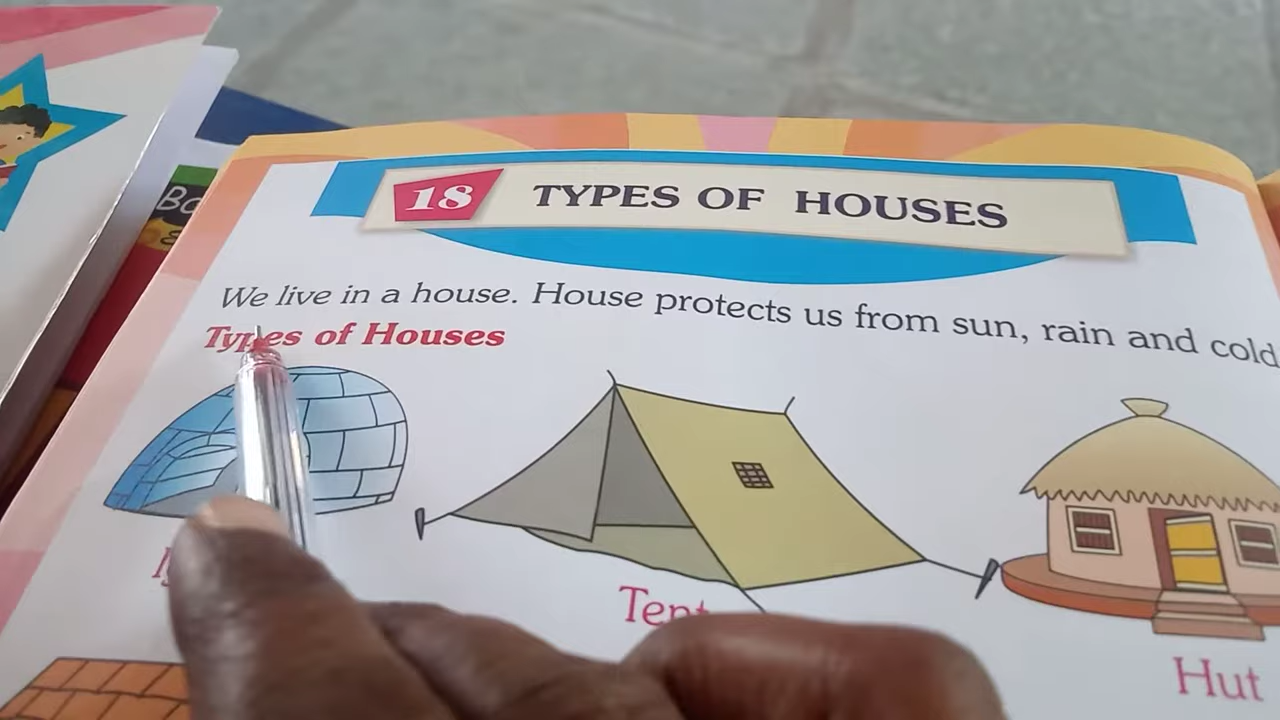 18 TYPES OF HOUSES
We live in a house. House protects us from sun, rain and cold
Types of Houses
Tent
Hut